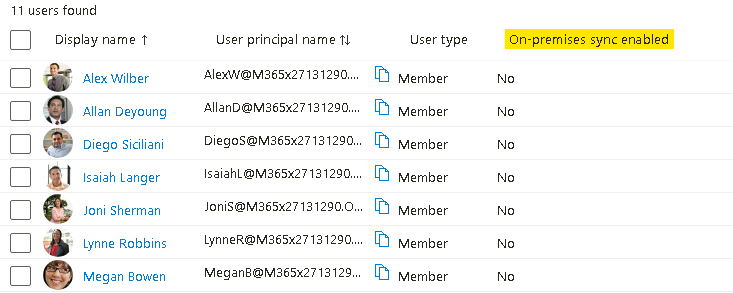 11 users found
Display name ↑ User principal name ↑↓ User type On-premises sync enabled
Alex Wilber AlexW@M365x27131290.... Member No
Allan Deyoung AllanD@M365x27131290.... Member No
Diego Siciliani DiegoS@M365x27131290.... Member No
Isaiah Langer IsaiahL@M365x27131290.... Member No
Joni Sherman JoniS@M365x27131290.O... Member No
Lynne Robbins LynneR@M365x27131290.... Member No
Megan Bowen MeganB@M365x27131290... Member No